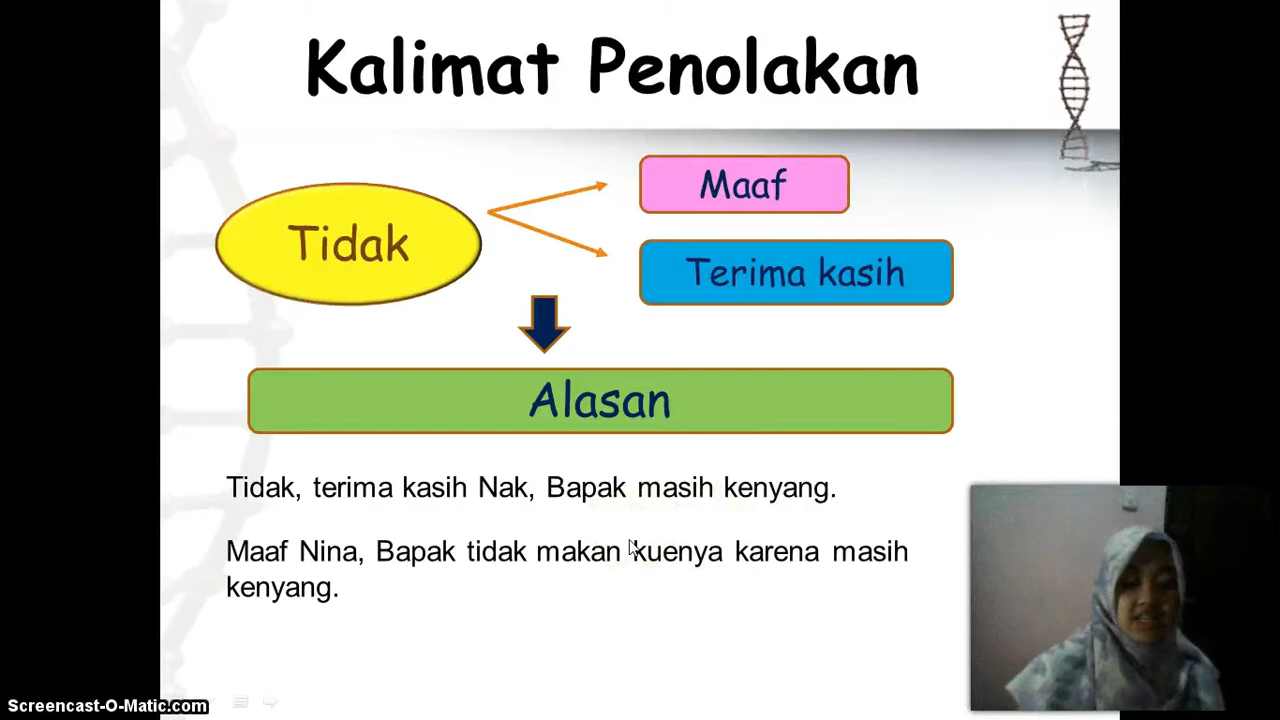 Kalimat Penolakan
Maaf
Tidak
Terima kasih
Alasan
Tidak, terima kasih Nak, Bapak masih kenyang.
Maaf Nina, Bapak tidak makan kuenya karena masih
kenyang.
Screencast-O-Matic.com